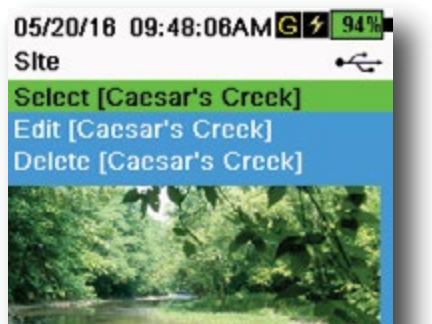 05/20/16 09:48:06AM G 94%
Site
Select [Caesar's Creek]
Edit [Caesar's Creek]
Delete [Caesar's Creek]